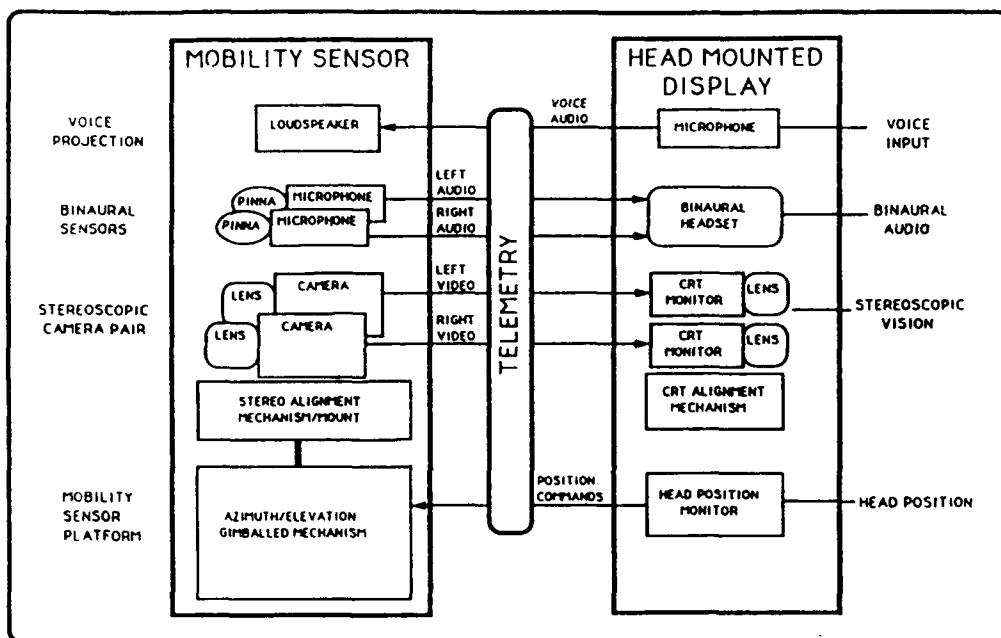 MOBILITY SENSOR
HEAD MOUNTED
DISPLAY
VOICE
PROJECTION
LOUDSPEAKER
VOICE
AUDIO
MICROPHONE
VOICE
INPUT
BINAURAL
SENSORS
PINNA
MICROPHONE
PINNA
MICROPHONE
LEFT
AUDIO
RIGHT
AUDIO
BINAURAL
HEADSET
BINAURAL
AUDIO
TELEMETRY
STEREOSCOPIC
CAMERA PAIR
LENS
CAMERA
LENS
CAMERA
LEFT
VIDEO
RIGHT
VIDEO
CRT
MONITOR
LENS
CRT
MONITOR
LENS
STEREOSCOPIC
VISION
STEREO ALIGNMENT
MECHANISM/MOUNT
CRT ALIGNMENT
MECHANISM
MOBILITY
SENSOR
PLATFORM
AZIMUTH/ELEVATION
GIMBALLED MECHANISM
POSITION
COMMANDS
HEAD POSITION
MONITOR
HEAD POSITION